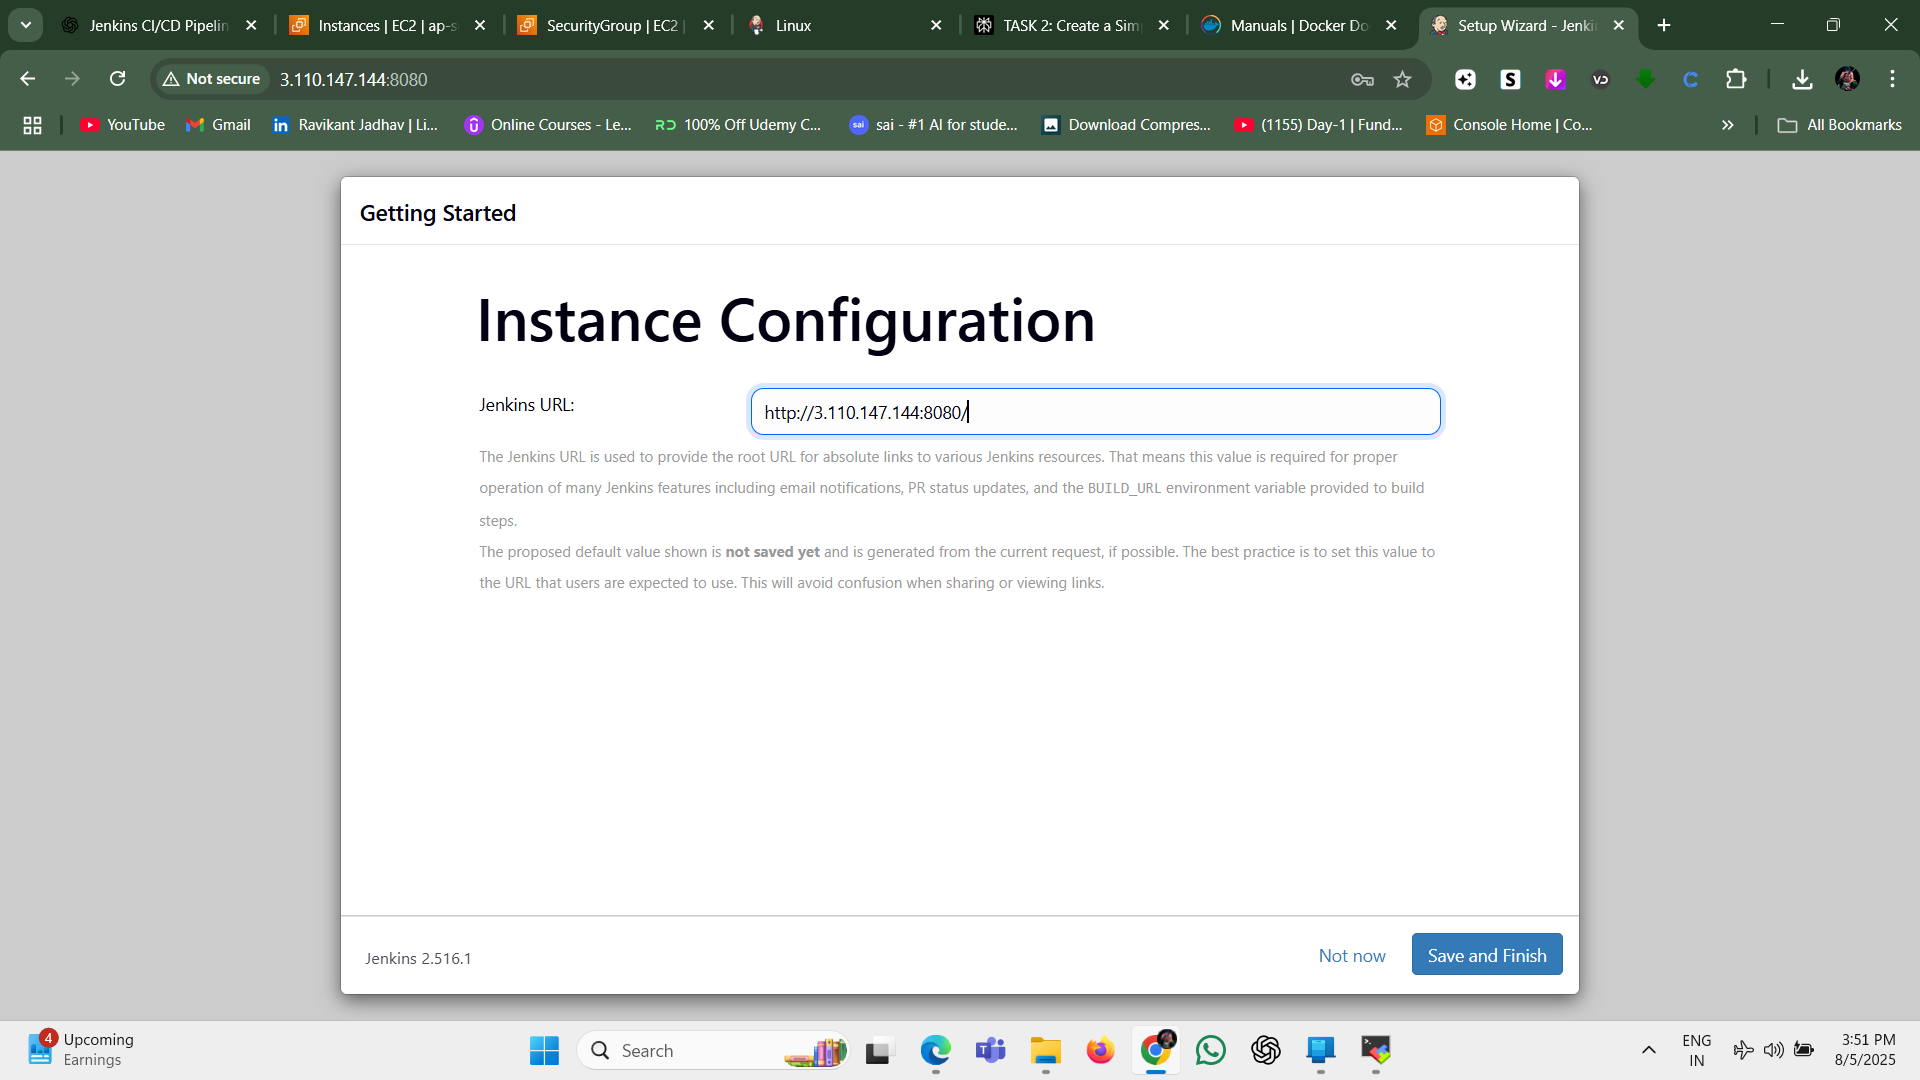 Jenkins CI/CD Pipelin
Instances | EC2 | ap-s
SecurityGroup | EC2 |
Linux
TASK 2: Create a Sim
Manuals | Docker Do
Setup Wizard - Jenki
Not secure 3.110.147.144:8080
YouTube
Gmail
Ravikant Jadhav | Li...
Online Courses - Le...
100% Off Udemy C...
sai - #1 AI for stude...
Download Compres...
(1155) Day-1 | Fund...
Console Home | Co...
All Bookmarks
Getting Started
Instance Configuration
Jenkins URL: http://3.110.147.144:8080/
The Jenkins URL is used to provide the root URL for absolute links to various Jenkins resources. That means this value is required for proper
operation of many Jenkins features including email notifications, PR status updates, and the BUILD_URL environment variable provided to build
steps.
The proposed default value shown is not saved yet and is generated from the current request, if possible. The best practice is to set this value to
the URL that users are expected to use. This will avoid confusion when sharing or viewing links.
Jenkins 2.516.1
Not now
Save and Finish
4
Upcoming
Earnings
Search
ENG
IN
3:51 PM
8/5/2025